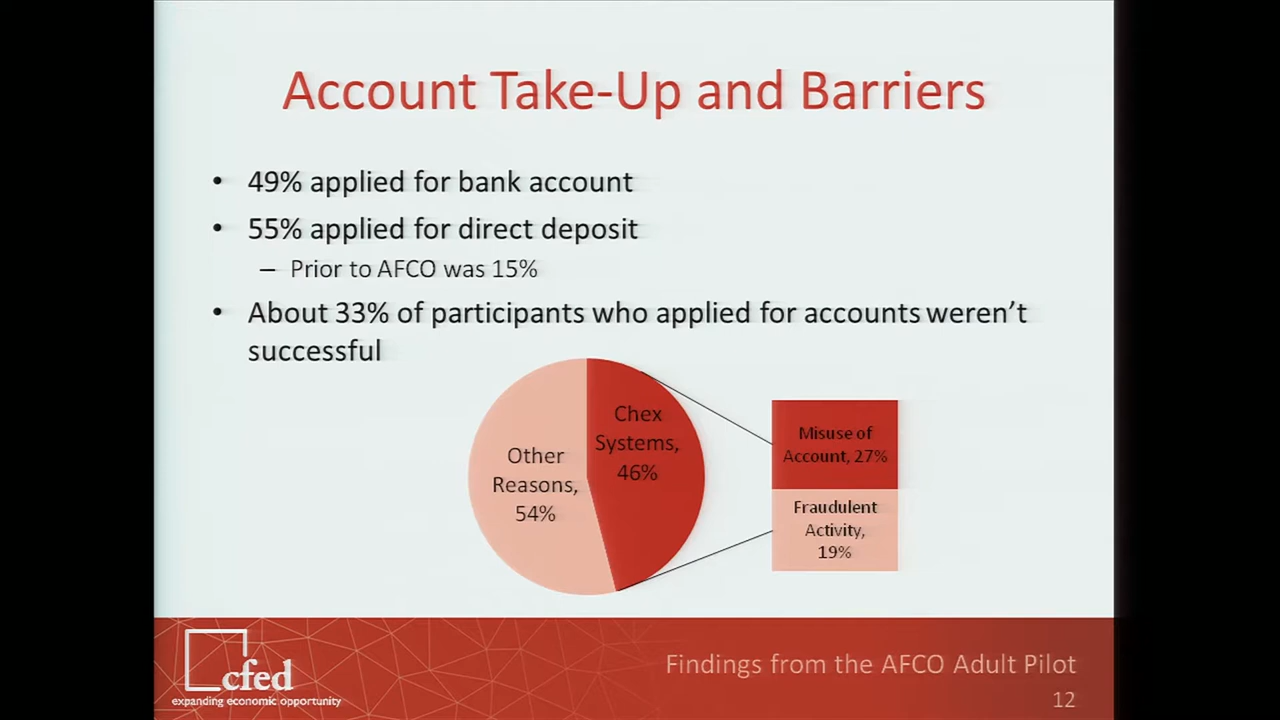 Account Take-Up and Barriers
• 49% applied for bank account
• 55% applied for direct deposit
– Prior to AFCO was 15%
• About 33% of participants who applied for accounts weren't
successful
Chex
Systems,
46%
Other
Reasons,
54%
Misuse of
Account, 27%
Fraudulent
Activity,
19%
cfed
expanding economic opportunity
Findings from the AFCO Adult Pilot
12